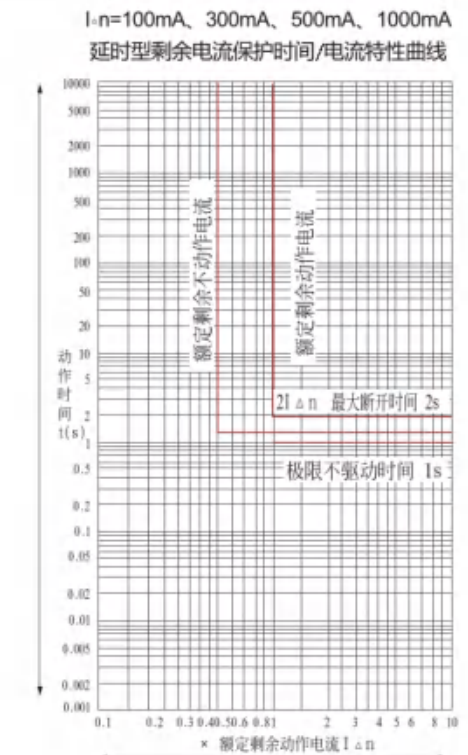 I△n=100mA、300mA、500mA、1000mA
延时型剩余电流保护时间/电流特性曲线
10000
5000
2000
1000
500
200
100
50
20
10
5
2
1
0.5
0.2
0.1
0.05
0.02
0.01
0.005
0.002
0.001
动作时间t(s)
额定剩余不动作电流
额定剩余动作电流
2I△n 最大断开时间 2s
极限不驱动时间 1s
0.1 0.2 0.3 0.4 0.5 0.6 0.8 1 2 3 4 5 6 8 10
× 额定剩余动作电流I△n